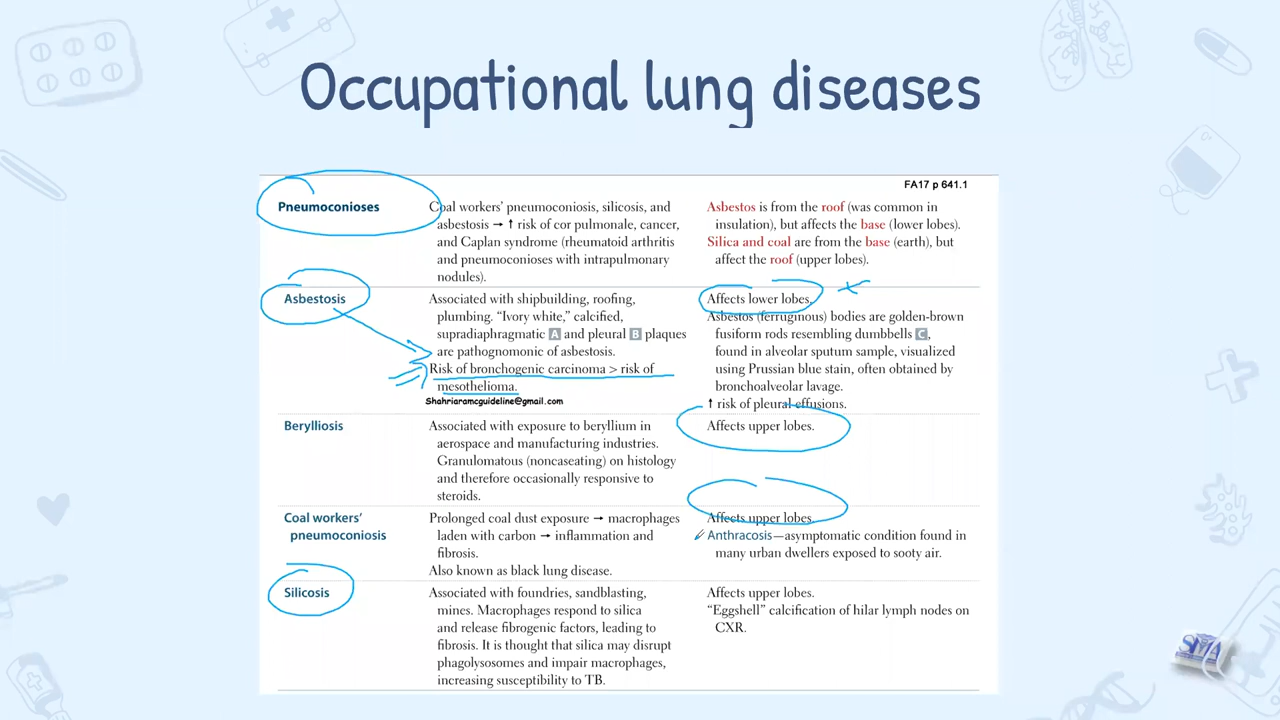 Occupational lung diseases
FA17 p 641.1
Pneumoconioses
Coal workers' pneumoconiosis, silicosis, and
asbestosis → ↑ risk of cor pulmonale, cancer,
and Caplan syndrome (rheumatoid arthritis
and pneumoconioses with intrapulmonary
nodules).
Asbestos is from the roof (was common in
insulation), but affects the base (lower lobes).
Silica and coal are from the base (earth), but
affect the roof (upper lobes).
Asbestosis
Associated with shipbuilding, roofing,
plumbing. "Ivory white," calcified,
supradiaphragmatic A and pleural B plaques
are pathognomonic of asbestosis.
Risk of bronchogenic carcinoma > risk of
mesothelioma.
Shahriaramcguideline@gmail.com
Affects lower lobes.
Asbestos (ferruginous) bodies are golden-brown
fusiform rods resembling dumbbells C,
found in alveolar sputum sample, visualized
using Prussian blue stain, often obtained by
bronchoalveolar lavage.
↑ risk of pleural effusions.
Berylliosis
Associated with exposure to beryllium in
aerospace and manufacturing industries.
Granulomatous (noncaseating) on histology
and therefore occasionally responsive to
steroids.
Affects upper lobes.
Coal workers'
pneumoconiosis
Prolonged coal dust exposure → macrophages
laden with carbon → inflammation and
fibrosis.
Also known as black lung disease.
Affects upper lobes.
Anthracosis—asymptomatic condition found in
many urban dwellers exposed to sooty air.
Silicosis
Associated with foundries, sandblasting,
mines. Macrophages respond to silica
and release fibrogenic factors, leading to
fibrosis. It is thought that silica may disrupt
phagolysosomes and impair macrophages,
increasing susceptibility to TB.
Affects upper lobes.
"Eggshell" calcification of hilar lymph nodes on
CXR.